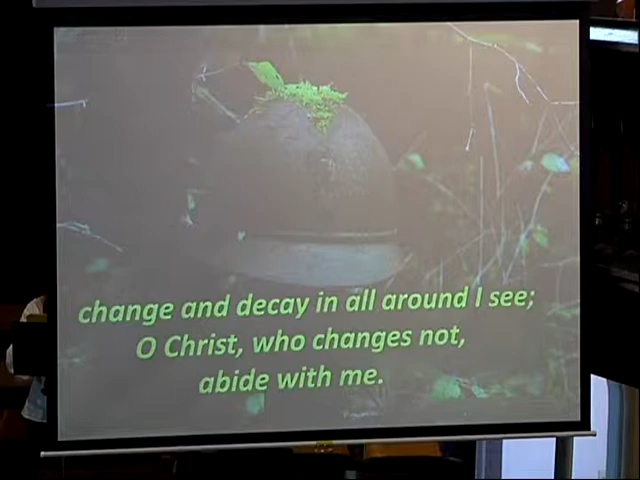 change and decay in all around I see;
O Christ, who changes not,
abide with me.